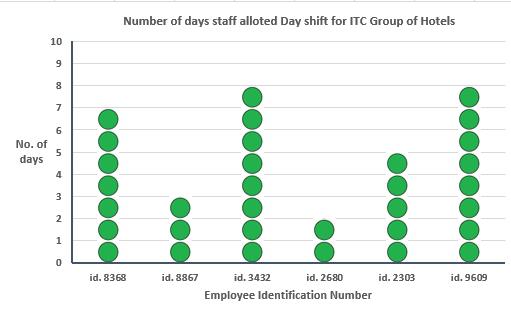 Number of days staff alloted Day shift for ITC Group of Hotels
10
9
8
7
6
5
4
3
2
1
0
No. of
days
id. 8368 id. 8867 id. 3432 id. 2680 id. 2303 id. 9609
Employee Identification Number